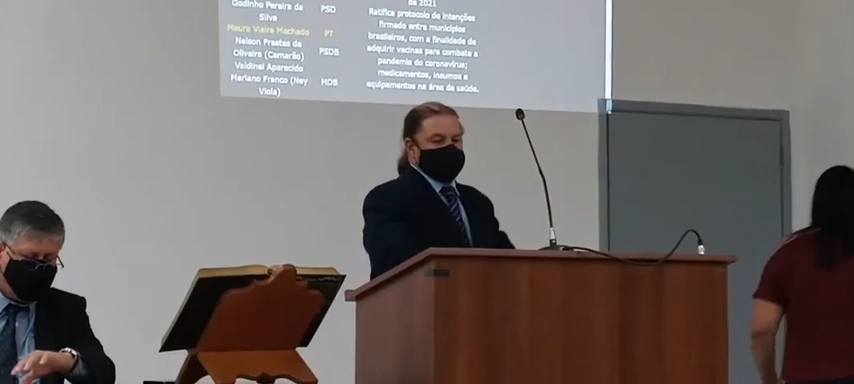 de 2021
Godinho Pereira da PSD Ratifica protocolo de intenções
Silva
firmado entre municípios
Mauro Vieira Machado PT
brasileiros, com a finalidade de
Nelson Prestes de
adquirir vacinas para combate a
Oliveira (Camarão) PSDB
pandemia do coronavírus;
Valdinei Aparecido
medicamentos, insumos e
Mariano Franco (Ney MDB
equipamentos na área da saúde.
Viola)